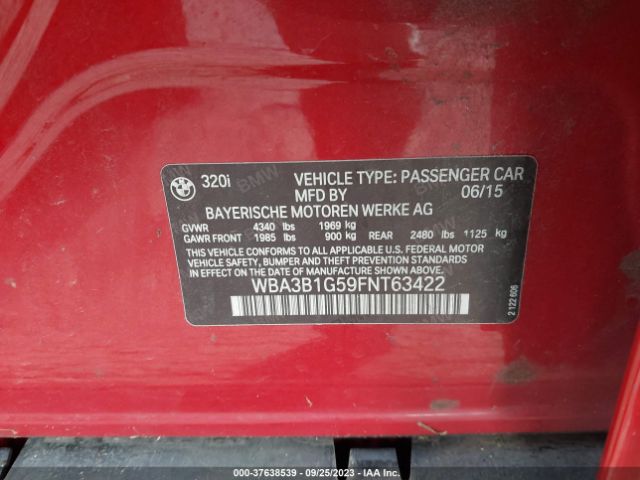 BMW 320i VEHICLE TYPE: PASSENGER CAR
MFD BY 06/15
BAYERISCHE MOTOREN WERKE AG
GVWR 4340 lbs 1969 kg
GAWR FRONT 1985 lbs 900 kg REAR 2480 lbs 1125 kg
THIS VEHICLE CONFORMS TO ALL APPLICABLE U.S. FEDERAL MOTOR
VEHICLE SAFETY, BUMPER AND THEFT PREVENTION STANDARDS IN
EFFECT ON THE DATE OF MANUFACTURE SHOWN ABOVE.
WBA3B1G59FNT63422
2 122 606
000-37638539 - 09/25/2023 - IAA Inc.